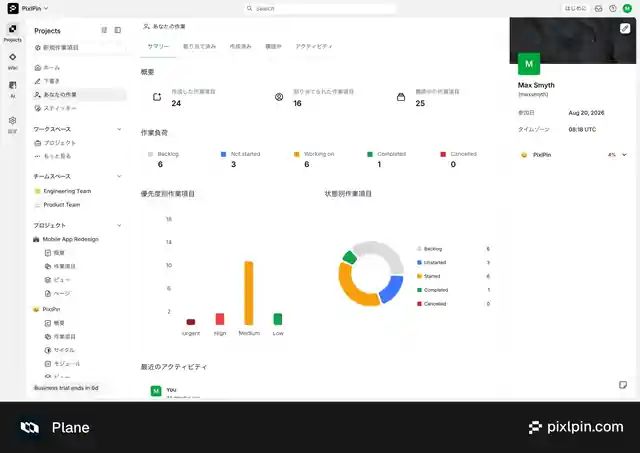 PixlPin
Search
はじめに
M
Projects
Wiki
AI
設定
Projects
新規作業項目
ホーム
下書き
あなたの作業
スティッキー
ワークスペース
プロジェクト
もっと見る
チームスペース
Engineering Team
Product Team
プロジェクト
Mobile App Redesign
概要
作業項目
ビュー
ページ
PixlPin
概要
作業項目
サイクル
モジュール
ビュー
Business trial ends in 6d
あなたの作業
サマリー
割り当て済み
作成済み
購読中
アクティビティ
概要
作成した作業項目
24
割り当てられた作業項目
16
購読中の作業項目
25
作業負荷
Backlog
6
Not started
3
Working on
6
Completed
1
Canceled
0
優先度別作業項目
18
14
10
6
2
Urgent
High
Medium
Low
状態別作業項目
Backlog 6
Unstarted 3
Started 6
Completed 1
Canceled 0
最近のアクティビティ
M
You
M
Max Smyth
(maxsmyth)
参加日 Aug 20, 2026
タイムゾーン 08:18 UTC
PixlPin 6%
Plane
pixlpin.com